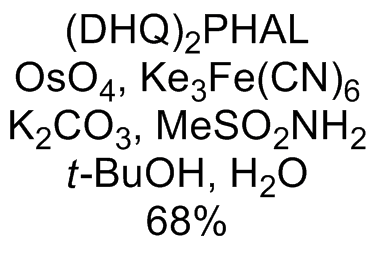 (DHQ)₂PHAL
OsO₄, Ke₃Fe(CN)₆
K₂CO₃, MeSO₂NH₂
t-BuOH, H₂O
68%